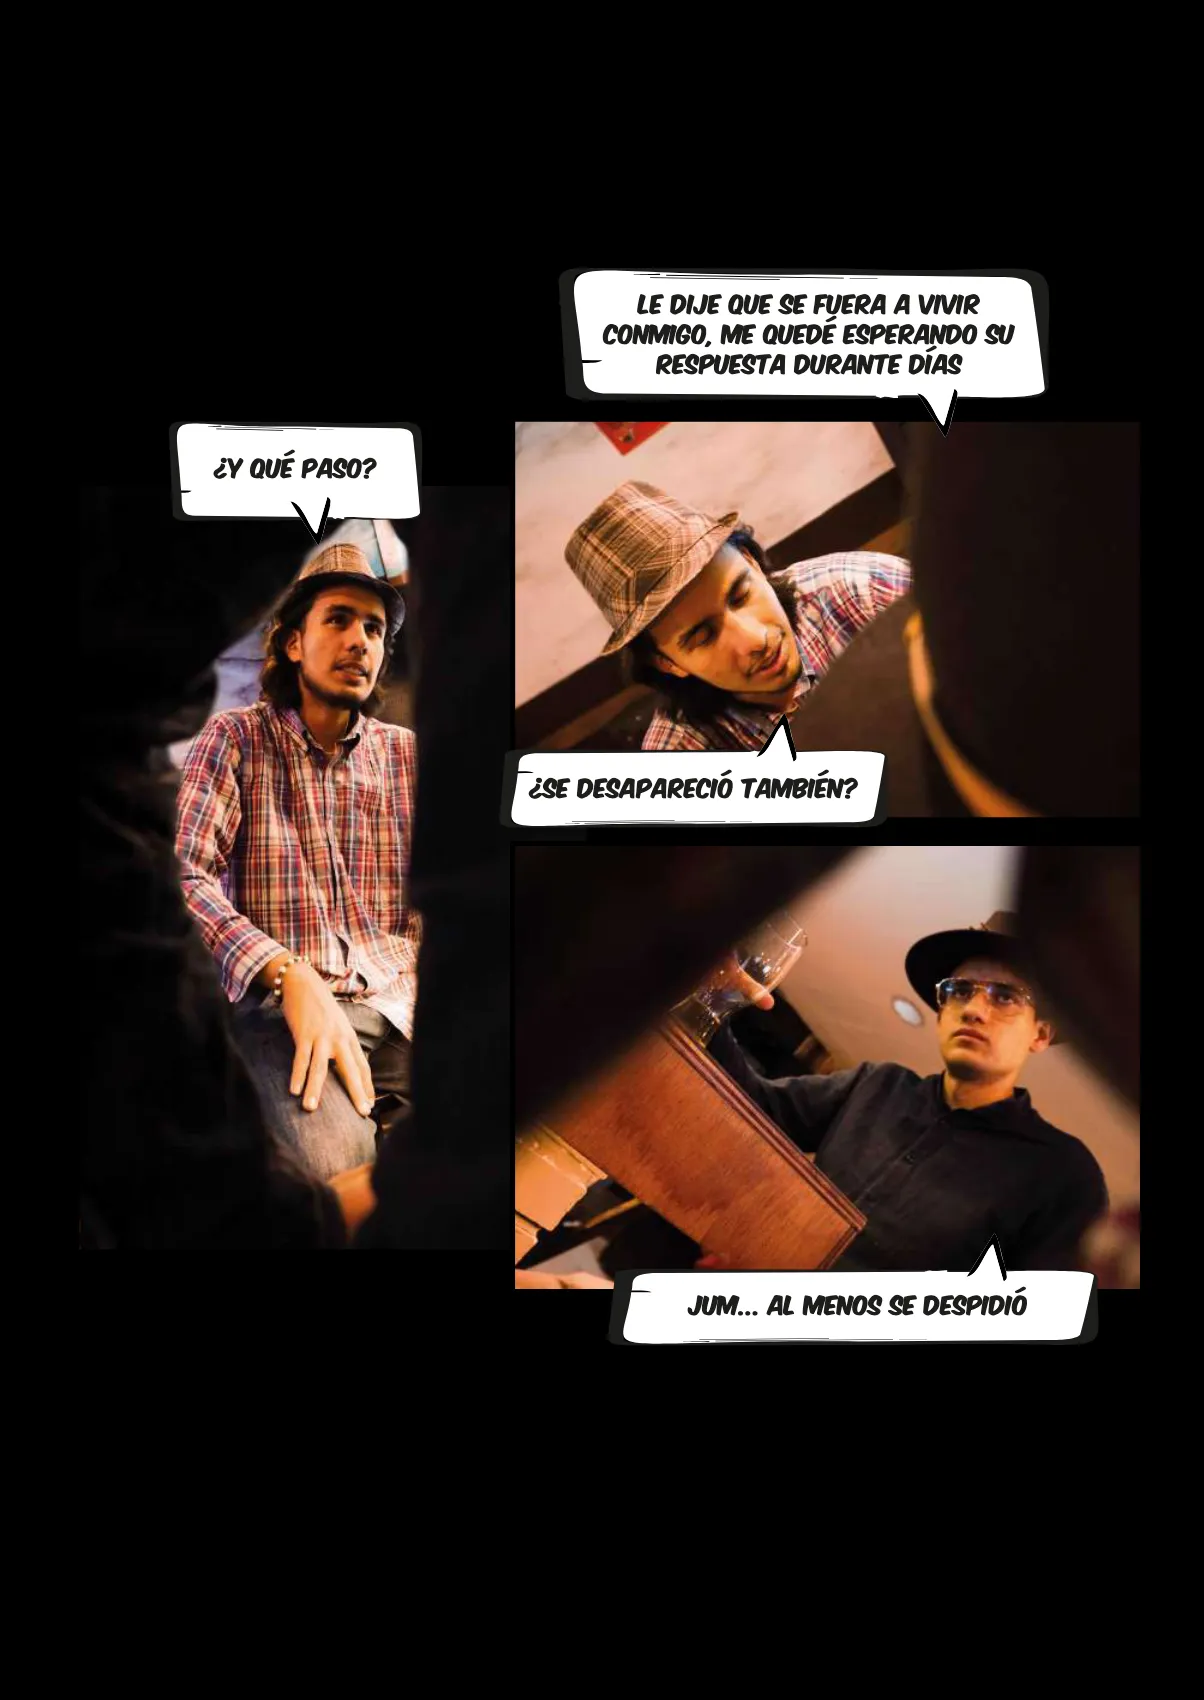 ¿Y QUÉ PASO?
LE DIJE QUE SE FUERA A VIVIR
CONMIGO, ME QUEDÉ ESPERANDO SU
RESPUESTA DURANTE DÍAS
¿SE DESAPARECIÓ TAMBIÉN?
JUM... AL MENOS SE DESPIDIÓ